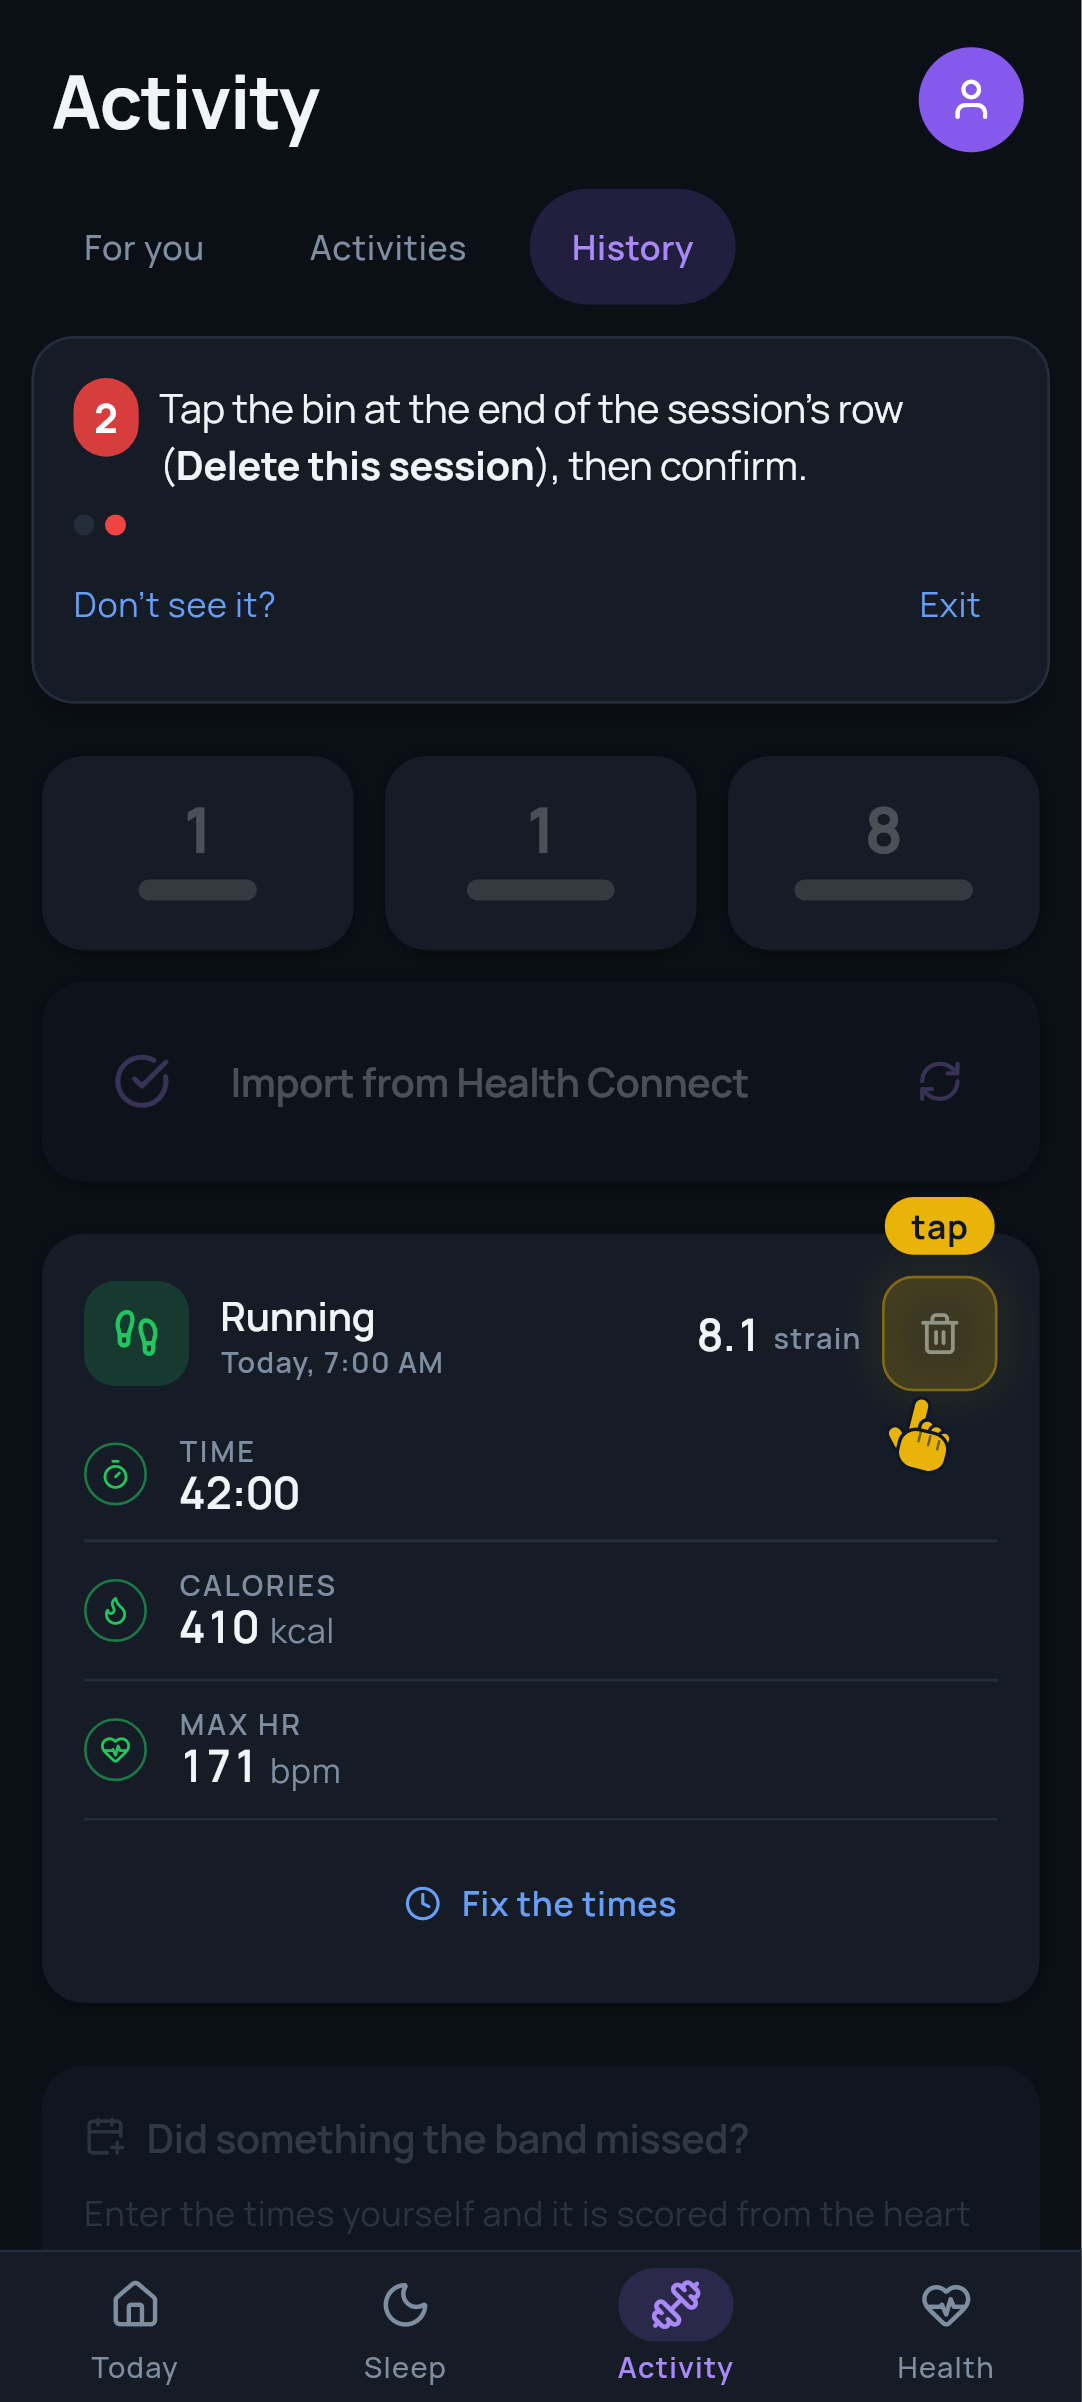 Activity
For you
Activities
History
2
Tap the bin at the end of the session’s row
(Delete this session), then confirm.
Don’t see it?
Exit
1
1
8
Import from Health Connect
tap
Running
Today, 7:00 AM
8.1 strain
TIME
42:00
CALORIES
410 kcal
MAX HR
171 bpm
Fix the times
Did something the band missed?
Enter the times yourself and it is scored from the heart
Today
Sleep
Activity
Health